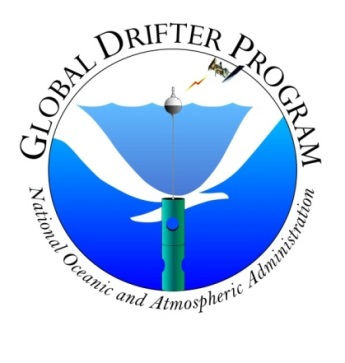 GLOBAL DRIFTER PROGRAM
National Oceanic and Atmospheric Administration